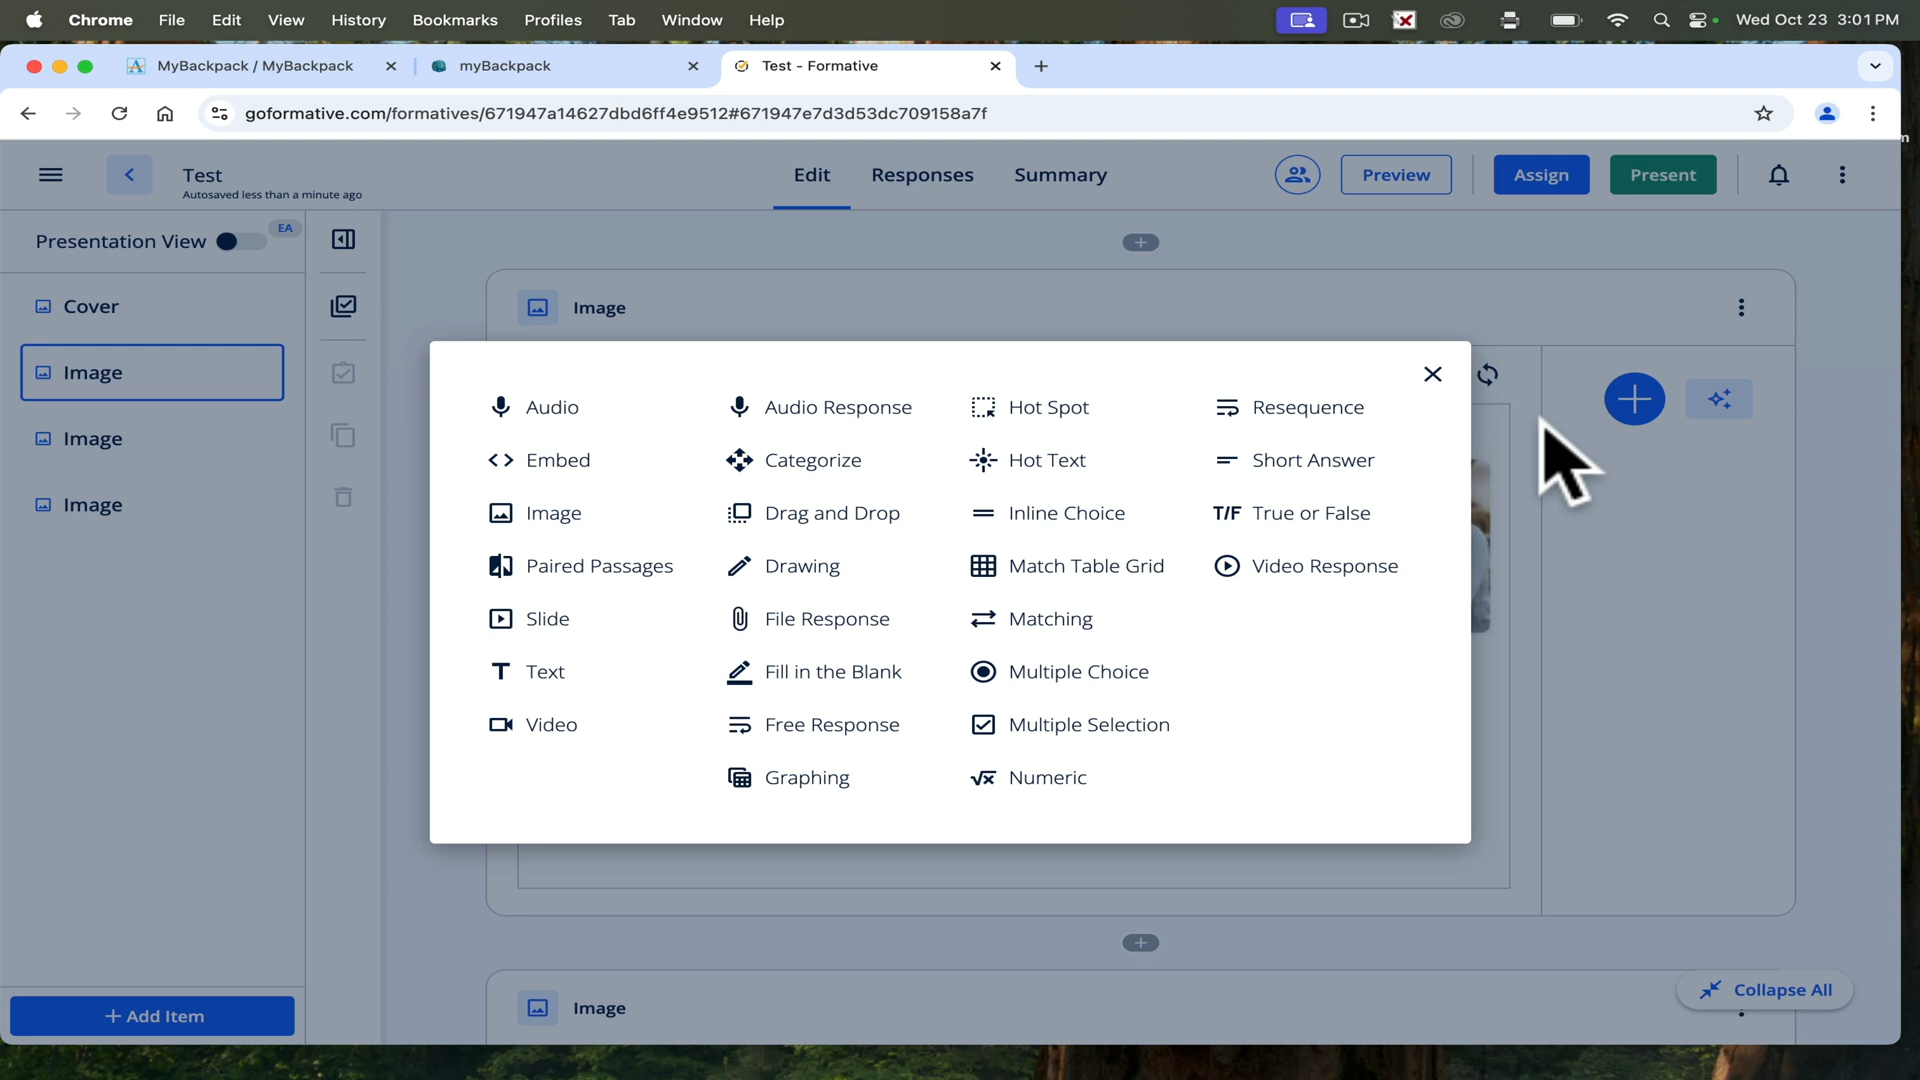 Chrome File Edit View History Bookmarks Profiles Tab Window Help Wed Oct 23 3:01 PM
MyBackpack / MyBackpack myBackpack Test - Formative
goformative.com/formatives/671947a14627dbd6ff4e9512#671947e7d3d53dc709158a7f
Test
Autosaved less than a minute ago
Edit Responses Summary Preview Assign Present
Presentation View EA
Cover
Image
Image
Image
Image
Audio Audio Response Hot Spot Resequence
Embed Categorize Hot Text Short Answer
Image Drag and Drop Inline Choice T/F True or False
Paired Passages Drawing Match Table Grid Video Response
Slide File Response Matching
T Text Fill in the Blank Multiple Choice
Video Free Response Multiple Selection
Graphing √x Numeric
Image
Collapse All
+ Add Item